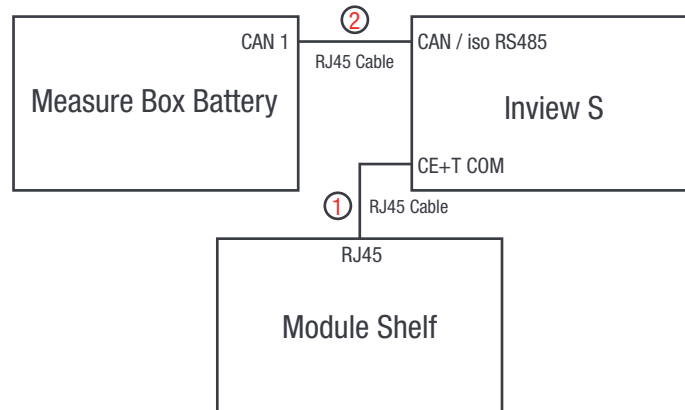 2
CAN 1
CAN / iso RS485
RJ45 Cable
Measure Box Battery
Inview S
CE+T COM
1
RJ45 Cable
RJ45
Module Shelf